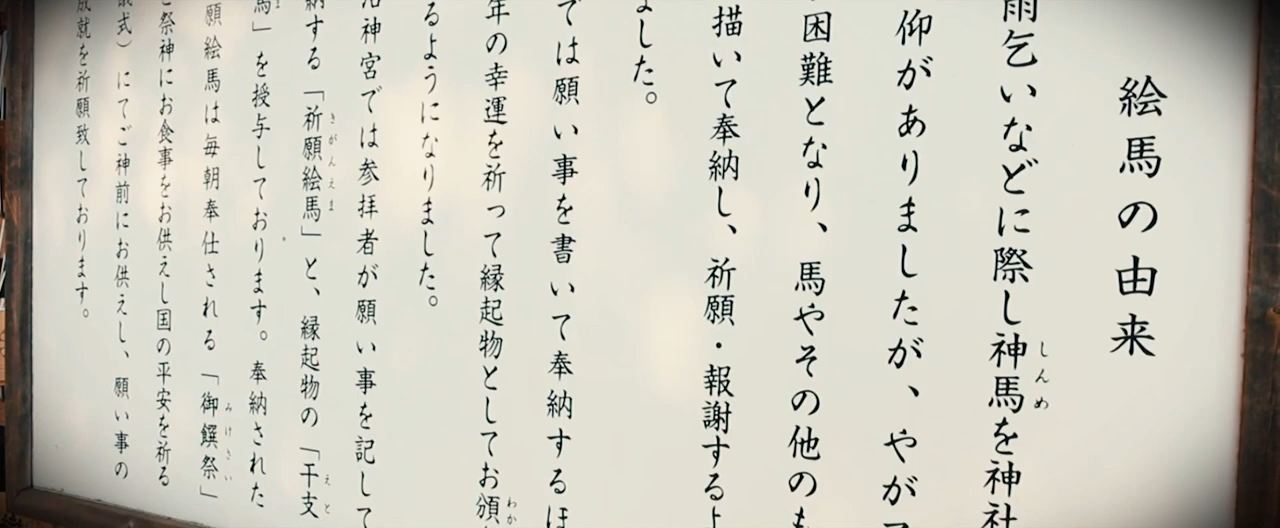 絵馬の由来
雨乞いなどに際し神馬を神社
仰がありましたが、やがて
困難となり、馬やその他のも
描いて奉納し、祈願・報謝するよ
ました。
では願い事を書いて奉納するほ
年の幸運を祈って縁起物としてお頒
るようになりました。
神宮では参拝者が願い事を記して
納する「祈願絵馬」と、縁起物の「干支
馬」を授与しております。奉納された
願絵馬は毎朝奉仕される「御饌祭」
祭神にお食事をお供えし国の平安を祈る
儀式）にてご神前にお供えし、願い事の
成就を祈願致しております。